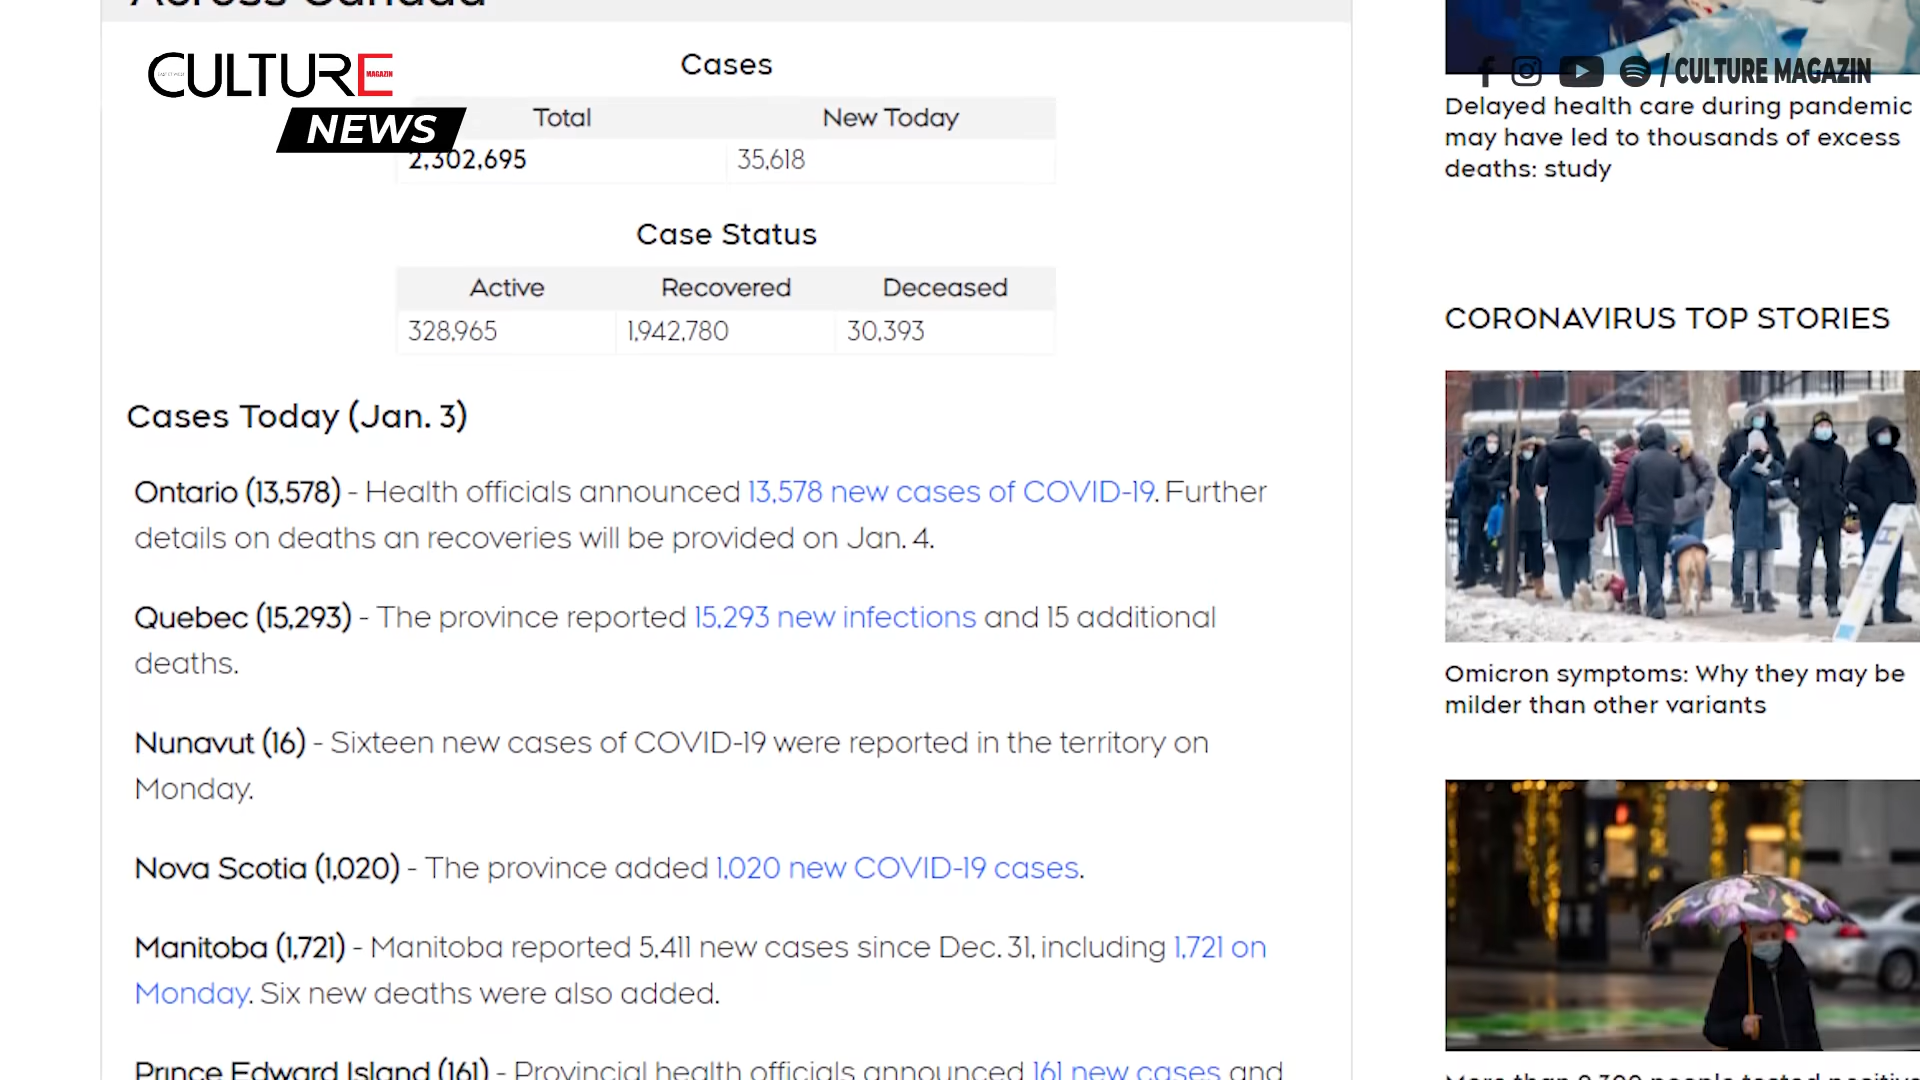 Across Canada
CULTURE
MAGAZIN
NEWS
Cases
Total New Today
2,302,695 35,618
Case Status
Active Recovered Deceased
328,965 1,942,780 30,393
Cases Today (Jan. 3)
Ontario (13,578) - Health officials announced 13,578 new cases of COVID-19. Further
details on deaths an recoveries will be provided on Jan. 4.
Quebec (15,293) - The province reported 15,293 new infections and 15 additional
deaths.
Nunavut (16) - Sixteen new cases of COVID-19 were reported in the territory on
Monday.
Nova Scotia (1,020) - The province added 1,020 new COVID-19 cases.
Manitoba (1,721) - Manitoba reported 5,411 new cases since Dec. 31, including 1,721 on
Monday. Six new deaths were also added.
Prince Edward Island (161) - Provincial health officials announced 161 new cases and
/ CULTURE MAGAZIN
Delayed health care during pandemic
may have led to thousands of excess
deaths: study
CORONAVIRUS TOP STORIES
Omicron symptoms: Why they may be
milder than other variants
More than people tested positive